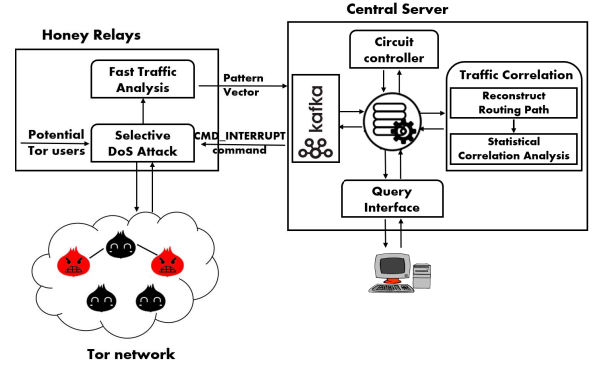 Central Server
Honey Relays
Circuit
controller
Fast Traffic
Analysis
Pattern
Vector
kafka
Traffic Correlation
Reconstruct
Routing Path
Potential
Tor users
Selective
DoS Attack
CMD_INTERRUPT
command
Statistical
Correlation Analysis
Query
Interface
Tor network